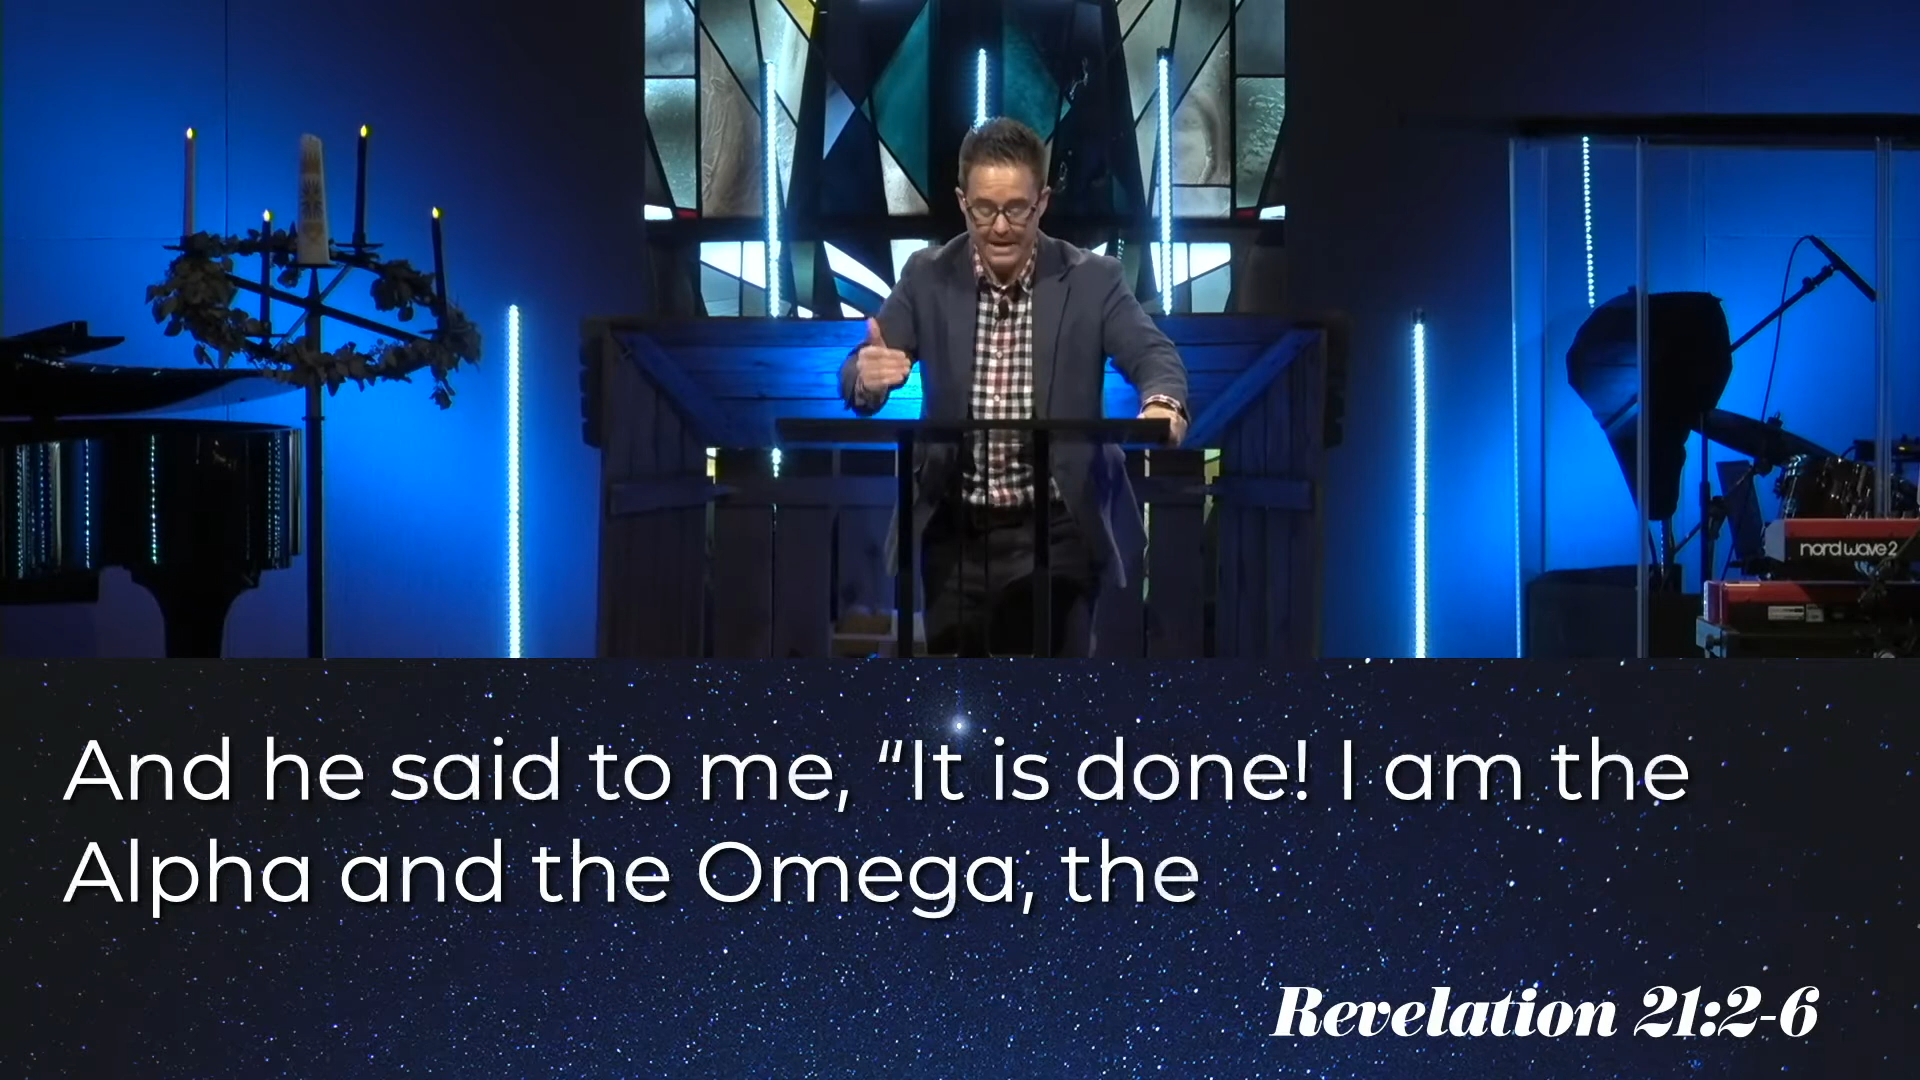 nord wave 2
And he said to me, “It is done! I am the
Alpha and the Omega, the
Revelation 21:2-6